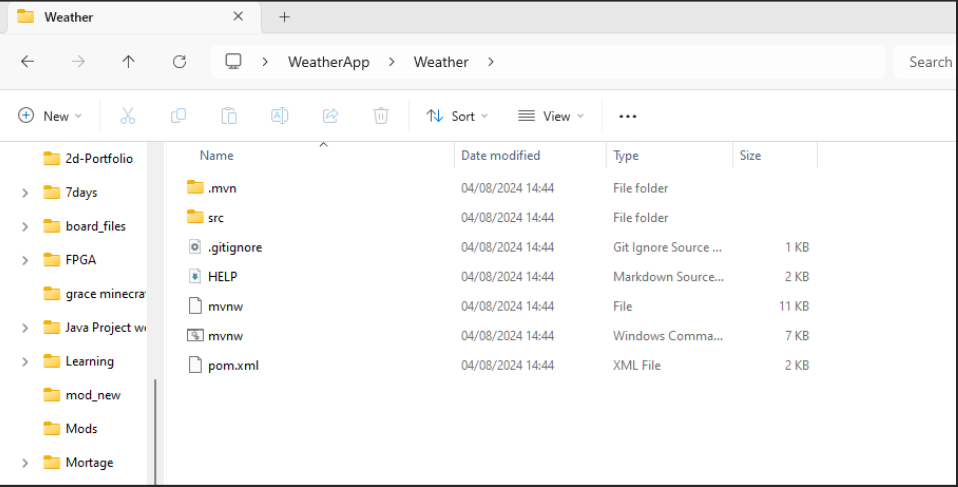 Weather
WeatherApp > Weather >
Search
New
Sort
View
2d-Portfolio
7days
board_files
FPGA
grace minecra
Java Project w
Learning
mod_new
Mods
Mortage
Name Date modified Type Size
.mvn 04/08/2024 14:44 File folder
src 04/08/2024 14:44 File folder
.gitignore 04/08/2024 14:44 Git Ignore Source ... 1 KB
HELP 04/08/2024 14:44 Markdown Source... 2 KB
mvnw 04/08/2024 14:44 File 11 KB
mvnw 04/08/2024 14:44 Windows Comma... 7 KB
pom.xml 04/08/2024 14:44 XML File 2 KB